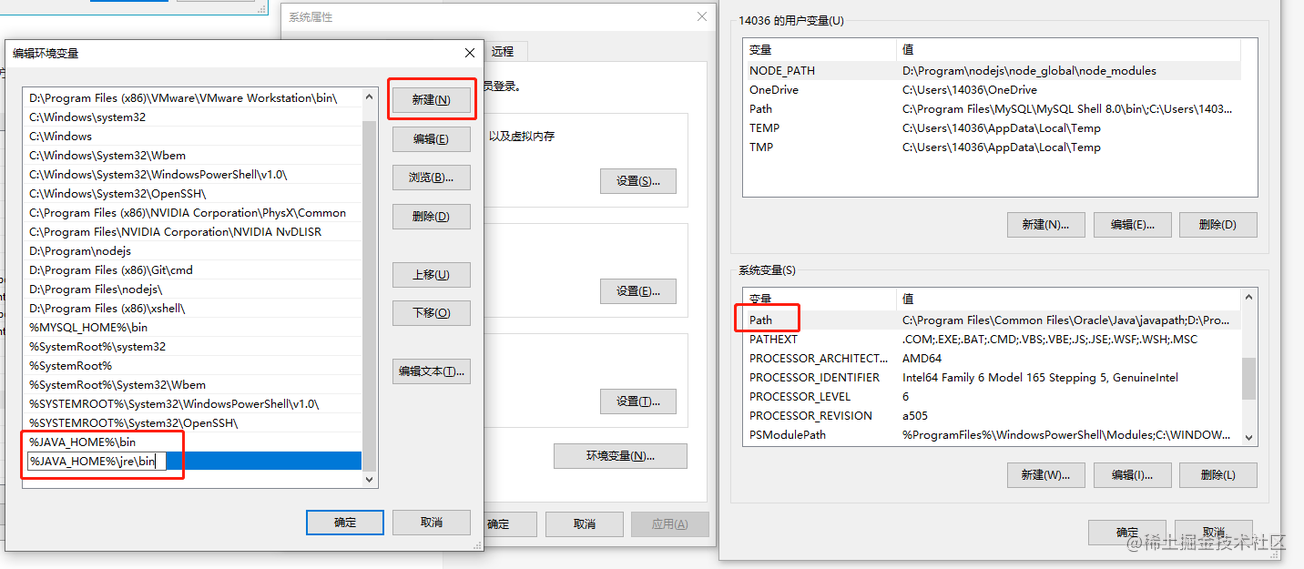 编辑环境变量
D:\Program Files (x86)\VMware\VMware Workstation\bin\
C:\Windows\system32
C:\Windows
C:\Windows\System32\Wbem
C:\Windows\System32\WindowsPowerShell\v1.0\
C:\Windows\System32\OpenSSH\
C:\Program Files (x86)\NVIDIA Corporation\PhysX\Common
C:\Program Files\NVIDIA Corporation\NVIDIA NvDLISR
D:\Program\nodejs
D:\Program Files (x86)\Git\cmd
D:\Program Files\nodejs\
D:\Program Files (x86)\xshell\
%MYSQL_HOME%\bin
%SystemRoot%\system32
%SystemRoot%
%SystemRoot%\System32\Wbem
%SYSTEMROOT%\System32\WindowsPowerShell\v1.0\
%SYSTEMROOT%\System32\OpenSSH\
%JAVA_HOME%\bin
%JAVA_HOME%\jre\bin
新建(N)
编辑(E)
浏览(B)...
删除(D)
上移(U)
下移(O)
编辑文本(T)...
确定
取消
系统属性
远程
员登录。
以及虚拟内存
设置(S)...
设置(E)...
设置(T)...
环境变量(N)...
确定
取消
应用(A)
14036 的用户变量(U)
变量 值
NODE_PATH D:\Program\nodejs\node_global\node_modules
OneDrive C:\Users\14036\OneDrive
Path C:\Program Files\MySQL\MySQL Shell 8.0\bin\;C:\Users\1403...
TEMP C:\Users\14036\AppData\Local\Temp
TMP C:\Users\14036\AppData\Local\Temp
新建(N)... 编辑(E)... 删除(D)
系统变量(S)
变量 值
Path C:\Program Files\Common Files\Oracle\Java\javapath;D:\Pro...
PATHEXT .COM;.EXE;.BAT;.CMD;.VBS;.VBE;.JS;.JSE;.WSF;.WSH;.MSC
PROCESSOR_ARCHITECT... AMD64
PROCESSOR_IDENTIFIER Intel64 Family 6 Model 165 Stepping 5, GenuineIntel
PROCESSOR_LEVEL 6
PROCESSOR_REVISION a505
PSModulePath %ProgramFiles%\WindowsPowerShell\Modules;C:\WINDOW...
新建(W)... 编辑(I)... 删除(L)
确定 取消
@稀土掘金技术社区